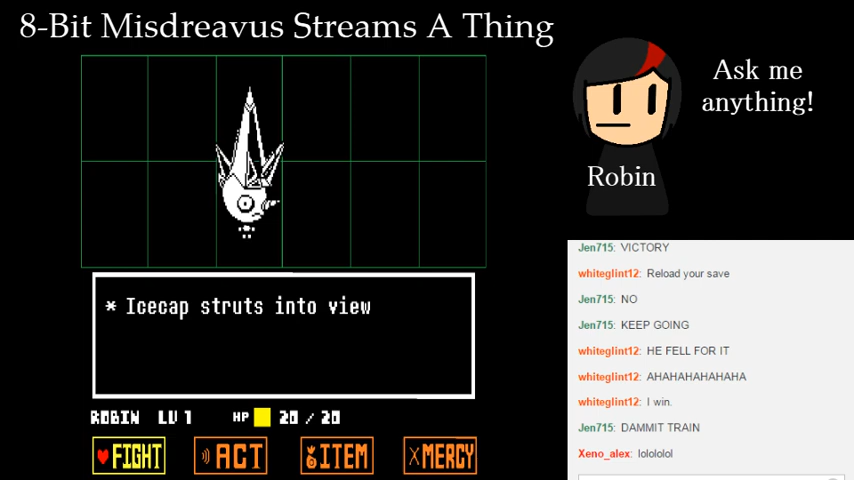 8-Bit Misdreavus Streams A Thing
Ask me
anything!
Robin
* Icecap struts into view
ROBIN LV 1 HP 20 / 20
FIGHT ACT ITEM MERCY
Jen715: VICTORY
whiteglint12: Reload your save
Jen715: NO
Jen715: KEEP GOING
whiteglint12: HE FELL FOR IT
whiteglint12: AHAHAHAHAHAHA
whiteglint12: I win.
Jen715: DAMMIT TRAIN
Xeno_alex: lolololol